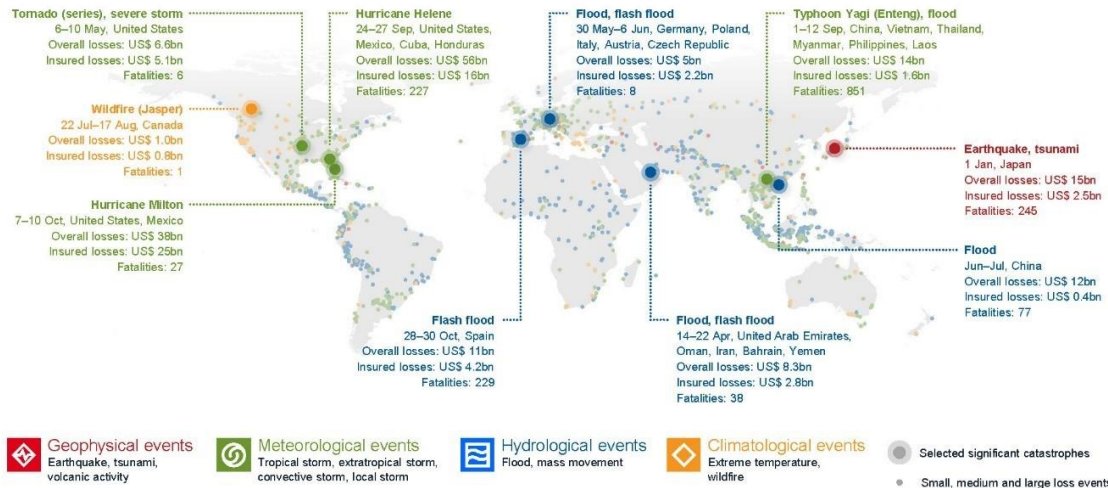 Tornado (series), severe storm
6–10 May, United States
Overall losses: US$ 6.6bn
Insured losses: US$ 5.1bn
Fatalities: 6
Hurricane Helene
24–27 Sep, United States,
Mexico, Cuba, Honduras
Overall losses: US$ 56bn
Insured losses: US$ 16bn
Fatalities: 227
Flood, flash flood
30 May–6 Jun, Germany, Poland,
Italy, Austria, Czech Republic
Overall losses: US$ 5bn
Insured losses: US$ 2.2bn
Fatalities: 8
Typhoon Yagi (Enteng), flood
1–12 Sep, China, Vietnam, Thailand,
Myanmar, Philippines, Laos
Overall losses: US$ 14bn
Insured losses: US$ 1.6bn
Fatalities: 851
Wildfire (Jasper)
22 Jul–17 Aug, Canada
Overall losses: US$ 1.0bn
Insured losses: US$ 0.8bn
Fatalities: 1
Earthquake, tsunami
1 Jan, Japan
Overall losses: US$ 15bn
Insured losses: US$ 2.5bn
Fatalities: 245
Hurricane Milton
7–10 Oct, United States, Mexico
Overall losses: US$ 38bn
Insured losses: US$ 25bn
Fatalities: 27
Flood
Jun–Jul, China
Overall losses: US$ 12bn
Insured losses: US$ 0.4bn
Fatalities: 77
Flash flood
28–30 Oct, Spain
Overall losses: US$ 11bn
Insured losses: US$ 4.2bn
Fatalities: 229
Flood, flash flood
14–22 Apr, United Arab Emirates,
Oman, Iran, Bahrain, Yemen
Overall losses: US$ 8.3bn
Insured losses: US$ 2.8bn
Fatalities: 38
Geophysical events
Earthquake, tsunami,
volcanic activity
Meteorological events
Tropical storm, extratropical storm,
convective storm, local storm
Hydrological events
Flood, mass movement
Climatological events
Extreme temperature,
wildfire
Selected significant catastrophes
Small, medium and large loss events